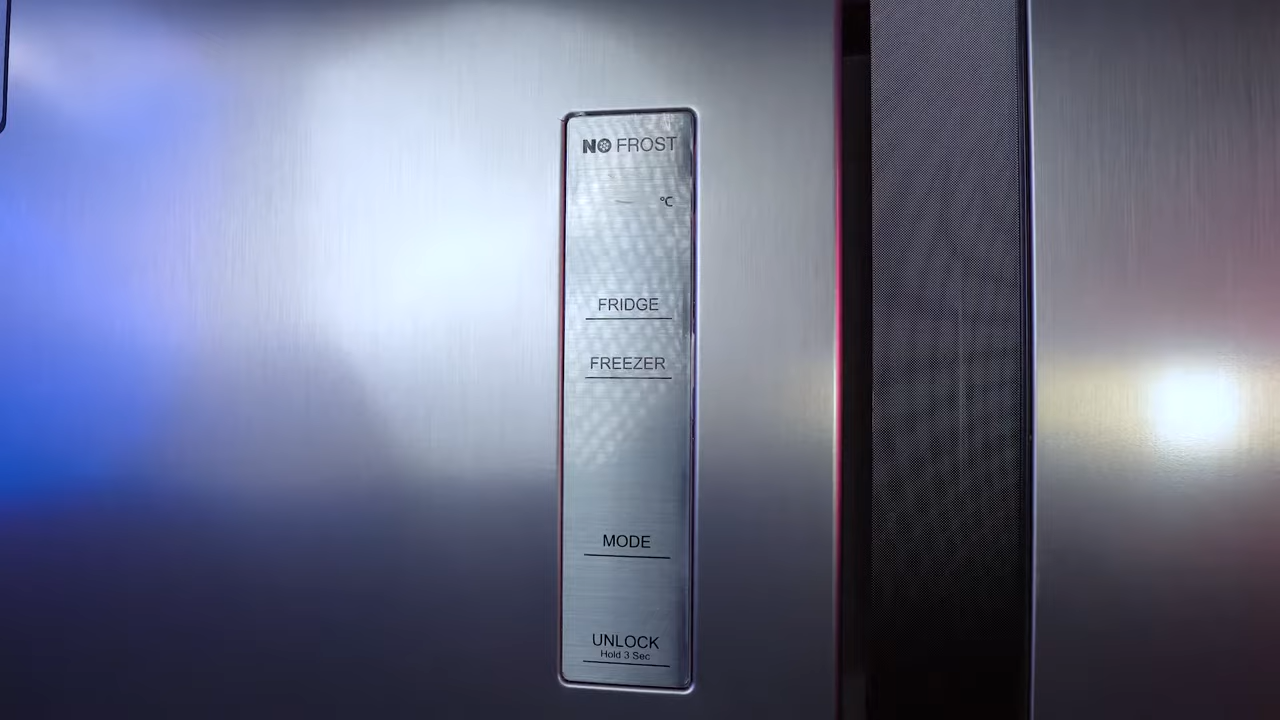 NO FROST
°C
FRIDGE
FREEZER
MODE
UNLOCK
Hold 3 Sec